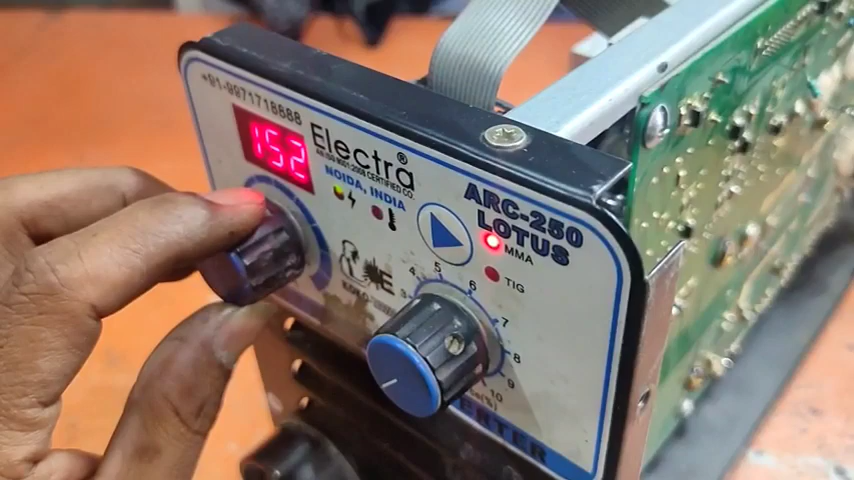 +91-9971718888
152
Electra®
AN ISO 9001:2008 CERTIFIED CO.
NOIDA, INDIA
ARC-250
LOTUS
MMA
TIG
4 5 6 7 8 9 10